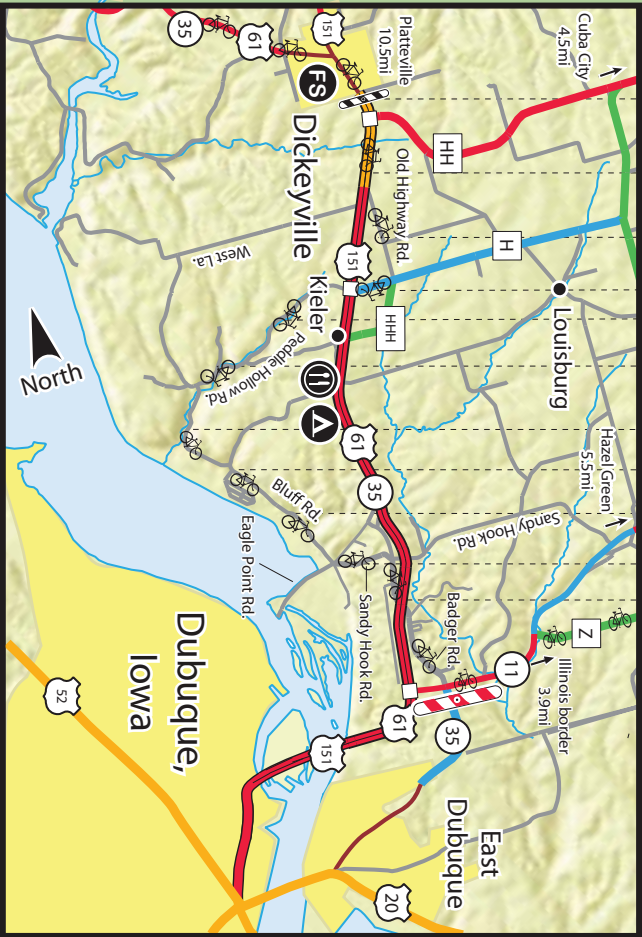 Cuba City
4.5mi
Platteville
10.5mi
35
61
151
FS
HH
Dickeyville
Old Highway Rd.
West La.
151
H
Kieler
HHH
Louisburg
Peddle Hollow Rd.
North
61
35
Hazel Green
5.5mi
Sandy Hook Rd.
Bluff Rd.
Eagle Point Rd.
Sandy Hook Rd.
Badger Rd.
Z
11
Illinois border
3.9mi
35
61
151
Dubuque,
Iowa
52
East
Dubuque
20